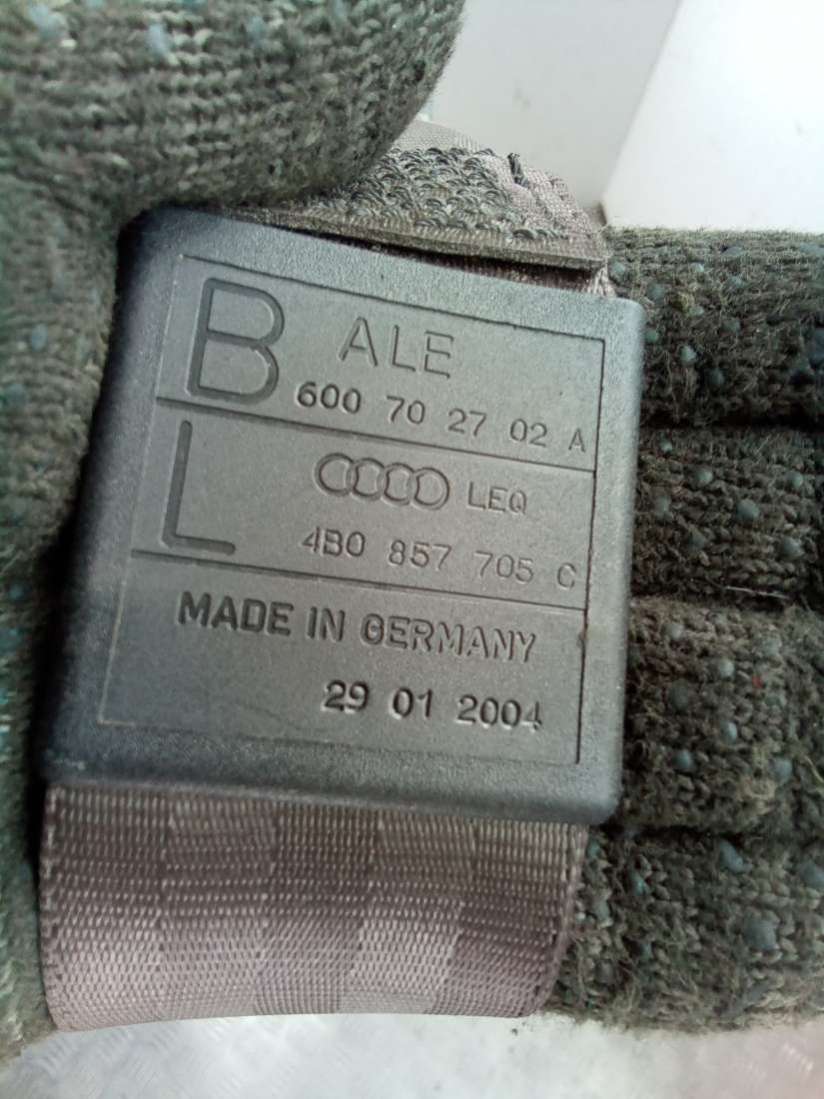 B ALE
600 70 27 02 A
L LEQ
4B0 857 705 C
MADE IN GERMANY
29 01 2004